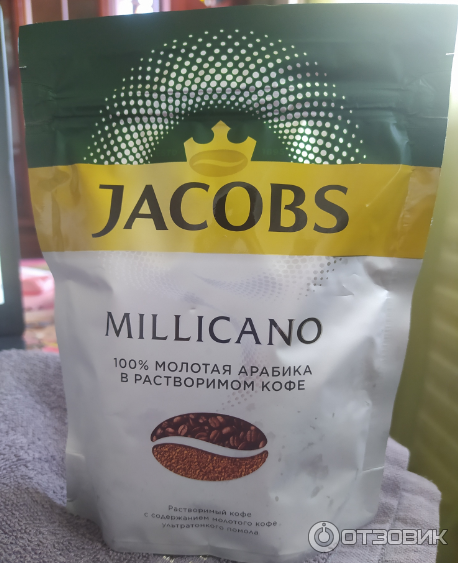 JACOBS
MILLICANO
100% МОЛОТАЯ АРАБИКА
В РАСТВОРИМОМ КОФЕ
Растворимый кофе
с содержанием молотого кофе
ультратонкого помола
ОТЗОВИК